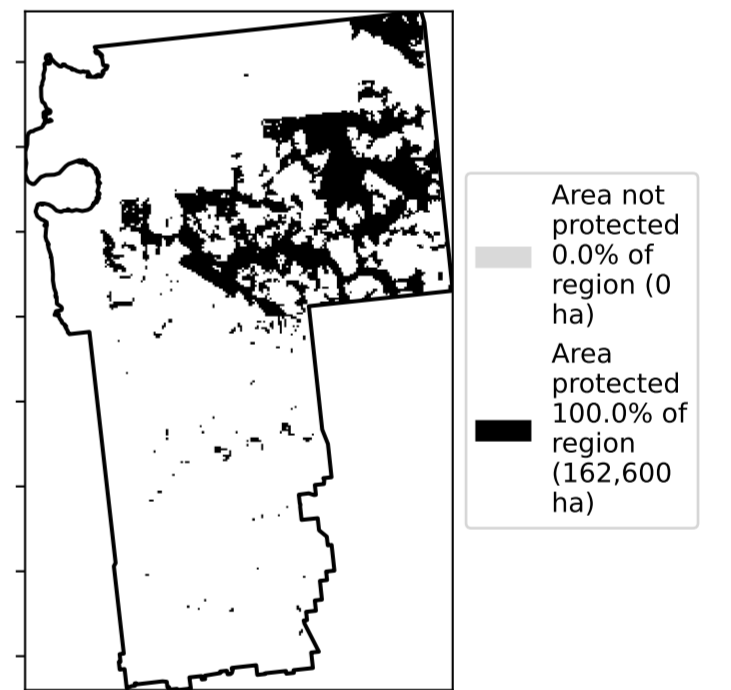 Area not
protected
0.0% of
region (0
ha)
Area
protected
100.0% of
region
(162,600
ha)